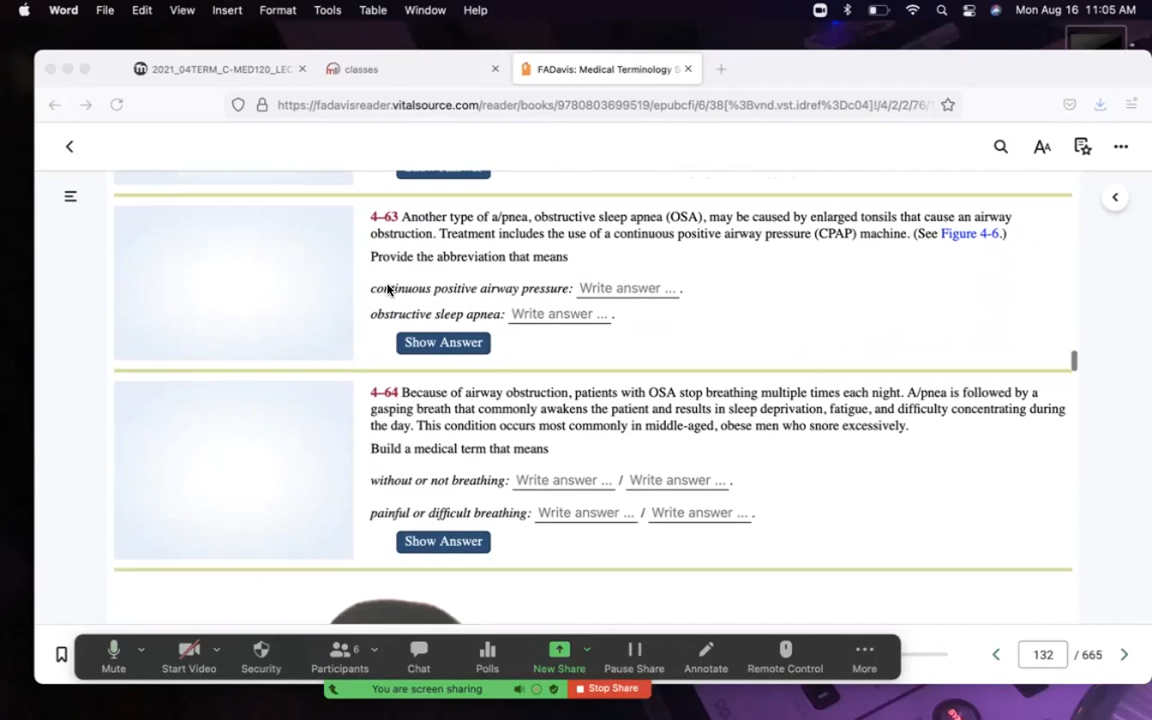 Word File Edit View Insert Format Tools Table Window Help Mon Aug 16 11:05 AM
2021_04TERM_C-MED120_LEC classes FADavis: Medical Terminology S
https://fadavisreader.vitalsource.com/reader/books/9780803699519/epubcfi/6/38[%3Bvnd.vst.idref%3Dc04]!/4/2/2/76/
AA
4–63 Another type of a/pnea, obstructive sleep apnea (OSA), may be caused by enlarged tonsils that cause an airway
obstruction. Treatment includes the use of a continuous positive airway pressure (CPAP) machine. (See Figure 4-6.)
Provide the abbreviation that means
continuous positive airway pressure: Write answer ... .
obstructive sleep apnea: Write answer ... .
Show Answer
4–64 Because of airway obstruction, patients with OSA stop breathing multiple times each night. A/pnea is followed by a
gasping breath that commonly awakens the patient and results in sleep deprivation, fatigue, and difficulty concentrating during
the day. This condition occurs most commonly in middle-aged, obese men who snore excessively.
Build a medical term that means
without or not breathing: Write answer ... / Write answer ... .
painful or difficult breathing: Write answer ... / Write answer ... .
Show Answer
6
Mute Start Video Security Participants Chat Polls New Share Pause Share Annotate Remote Control More
132 / 665
You are screen sharing Stop Share